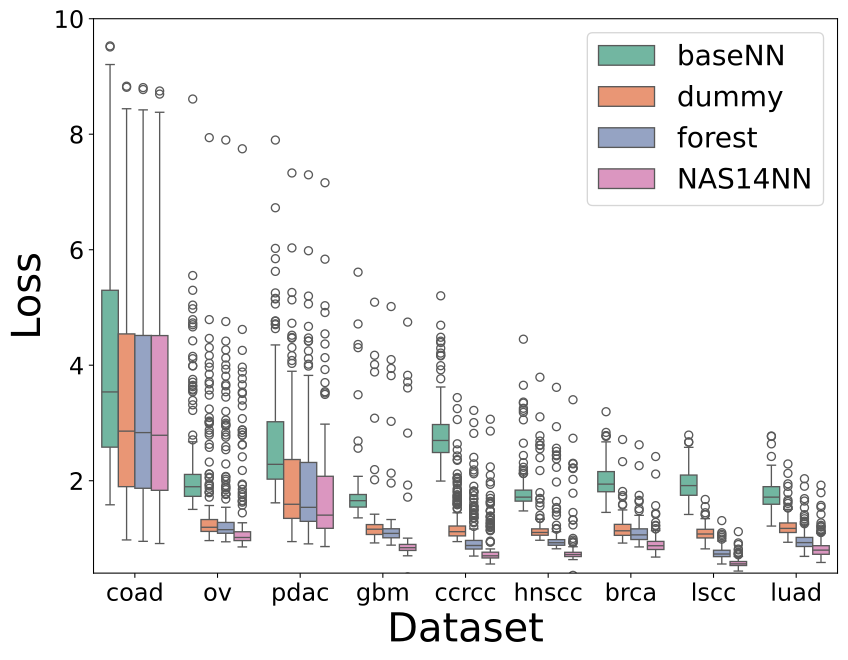 10
8
6
4
2
Loss
baseNN
dummy
forest
NAS14NN
coad ov pdac gbm ccrcc hnscc brca lscc luad
Dataset